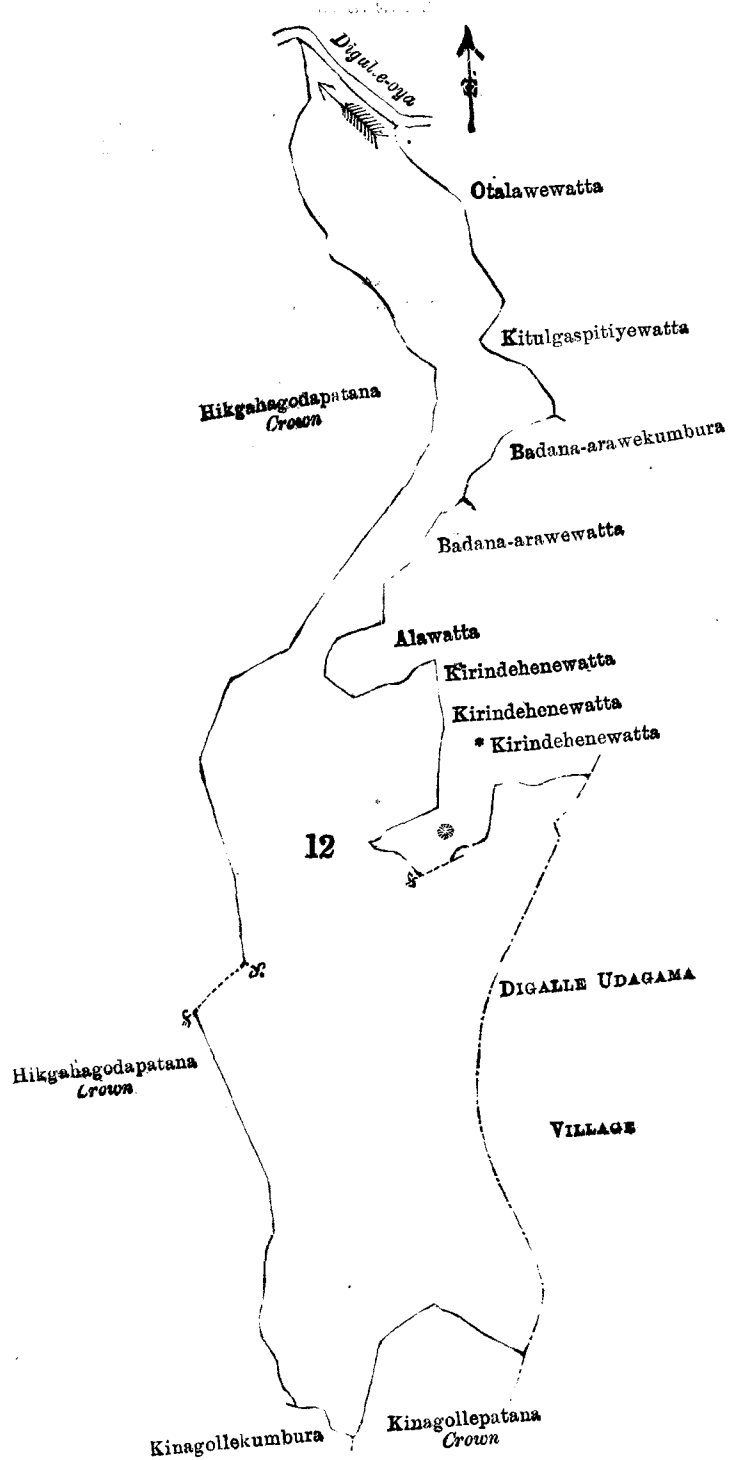 Digulle-oya
Otalawewatta
Kitulgaspitiyewatta
Hikgahagodapatana
Crown
Badana-arawekumbura
Badana-arawewatta
Alawatta
Kirindehenewatta
Kirindehenewatta
* Kirindehenewatta
12
DIGALLE UDAGAMA
Hikgahagodapatana
Crown
VILLAGE
Kinagollekumbura
Kinagollepatana
Crown